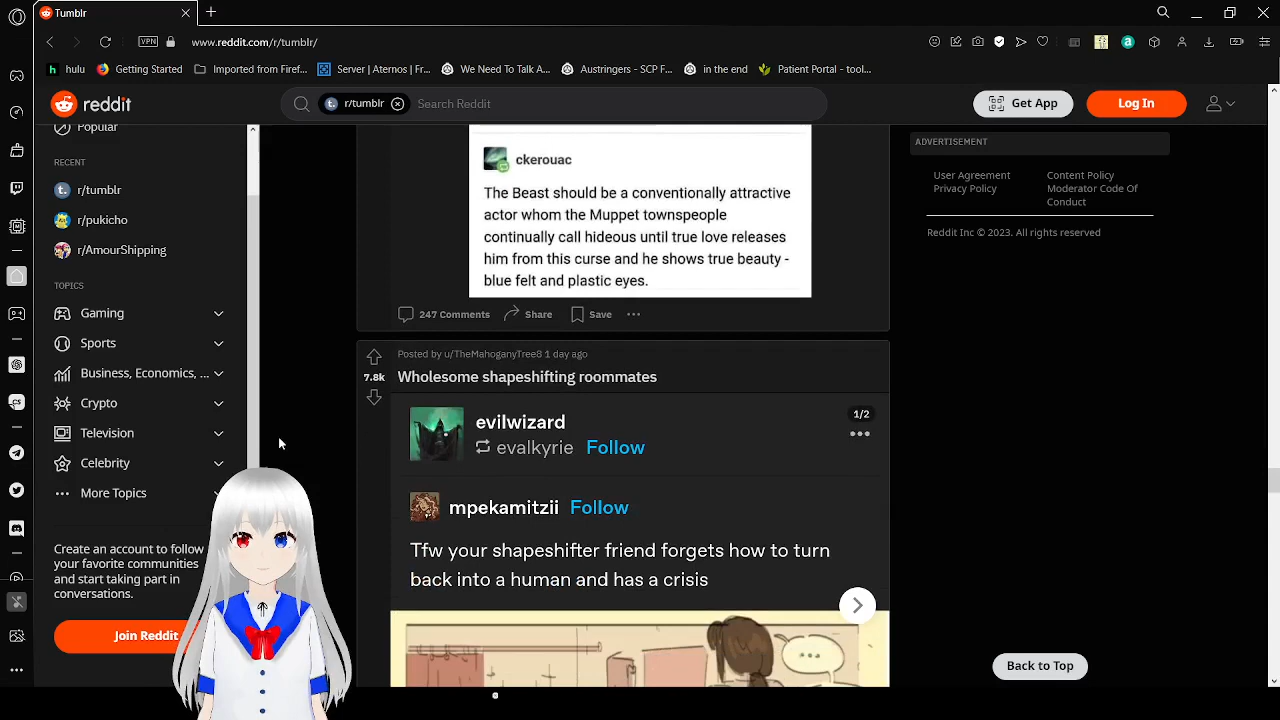 Tumblr
VPN
www.reddit.com/r/tumblr/
hulu
Getting Started
Imported from Firef...
Server | Aternos | Fr...
We Need To Talk A...
Austringers - SCP F...
in the end
Patient Portal - tool...
reddit
r/tumblr
Search Reddit
Get App
Log In
Popular
RECENT
r/tumblr
r/pukicho
r/AmourShipping
TOPICS
Gaming
Sports
Business, Economics, ...
Crypto
Television
Celebrity
More Topics
Create an account to follow
your favorite communities
and start taking part in
conversations.
Join Reddit
ckerouac
The Beast should be a conventionally attractive
actor whom the Muppet townspeople
continually call hideous until true love releases
him from this curse and he shows true beauty -
blue felt and plastic eyes.
247 Comments
Share
Save
Posted by u/TheMahoganyTree8 1 day ago
7.8k
Wholesome shapeshifting roommates
evilwizard
evalkyrie Follow
1/2
mpekamitzii Follow
Tfw your shapeshifter friend forgets how to turn
back into a human and has a crisis
...
ADVERTISEMENT
User Agreement
Privacy Policy
Content Policy
Moderator Code Of
Conduct
Reddit Inc © 2023. All rights reserved
Back to Top